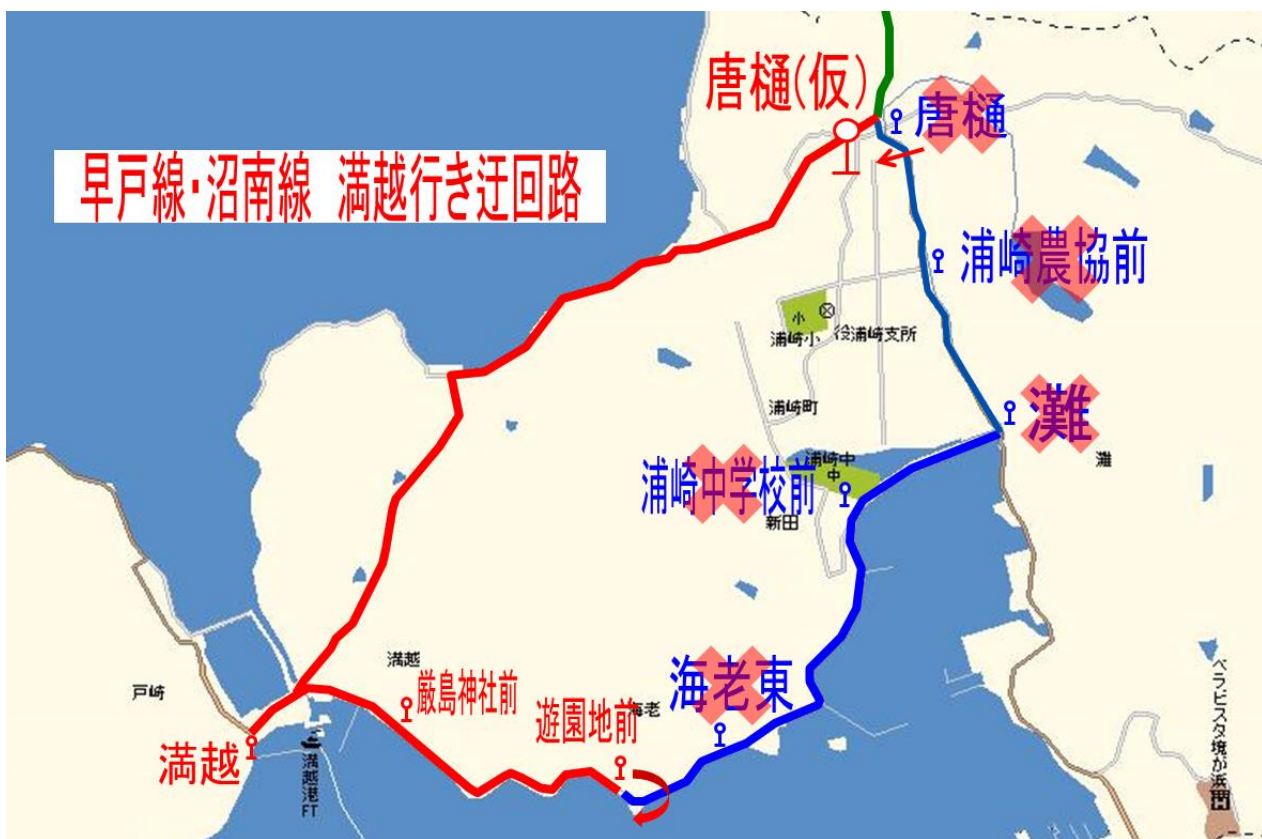 唐樋(仮)
唐樋
早戸線・沼南線 満越行き迂回路
浦崎農協前
小
浦崎小
役浦崎支所
浦崎町
灘
灘
浦崎中
中
浦崎中学校前
新田
満越
厳島神社前
海老東
海老
遊園地前
戸崎
満越
満越港FT
ベラビスタ境が浜